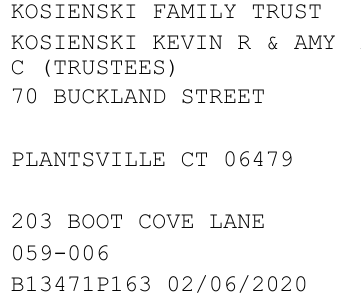 KOSIENSKI FAMILY TRUST
KOSIENSKI KEVIN R & AMY
C (TRUSTEES)
70 BUCKLAND STREET
PLANTSVILLE CT 06479
203 BOOT COVE LANE
059-006
B13471P163 02/06/2020